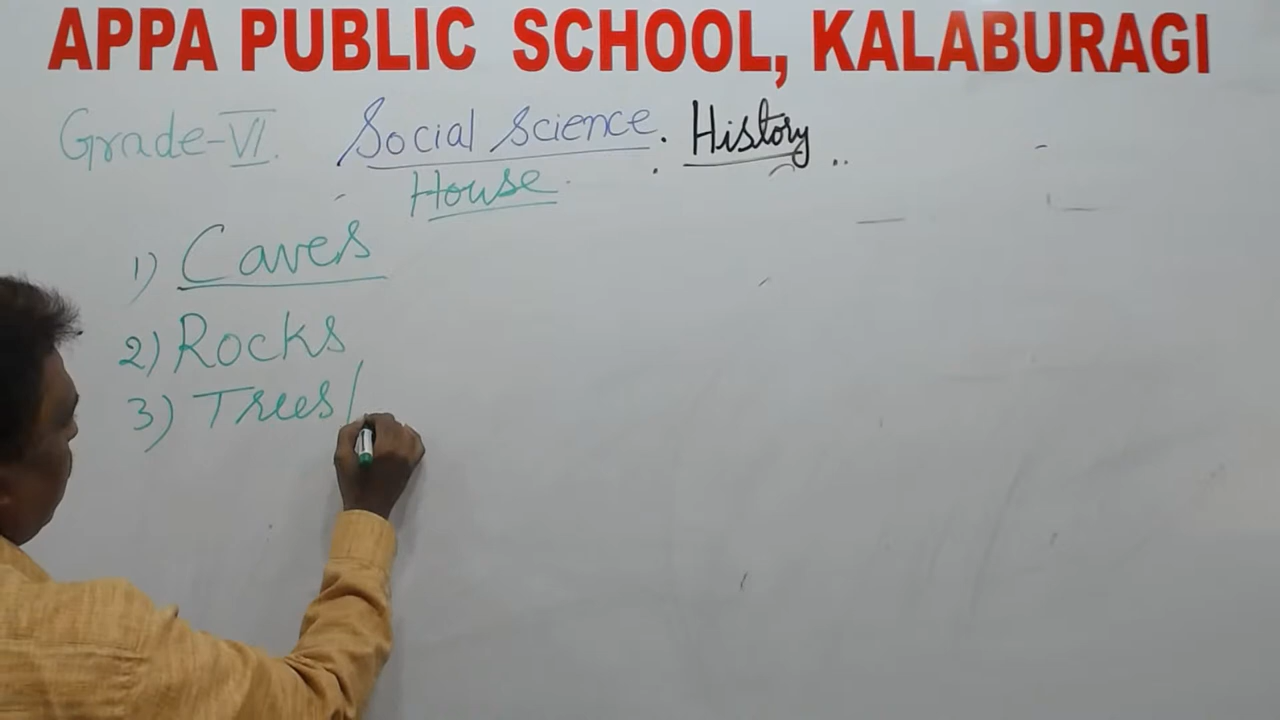 APPA PUBLIC SCHOOL, KALABURAGI
Grade-VI. Social Science. History
House
1) Caves
2) Rocks
3) Trees/